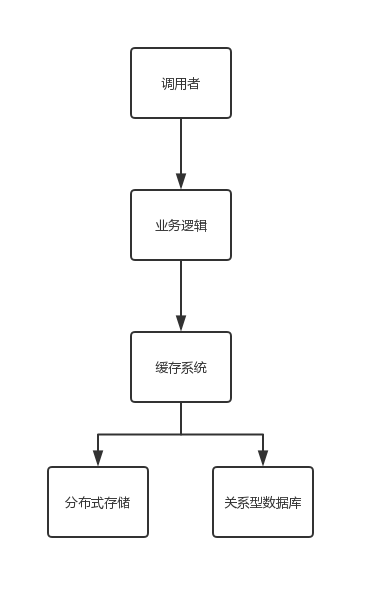 调用者
业务逻辑
缓存系统
分布式存储
关系型数据库